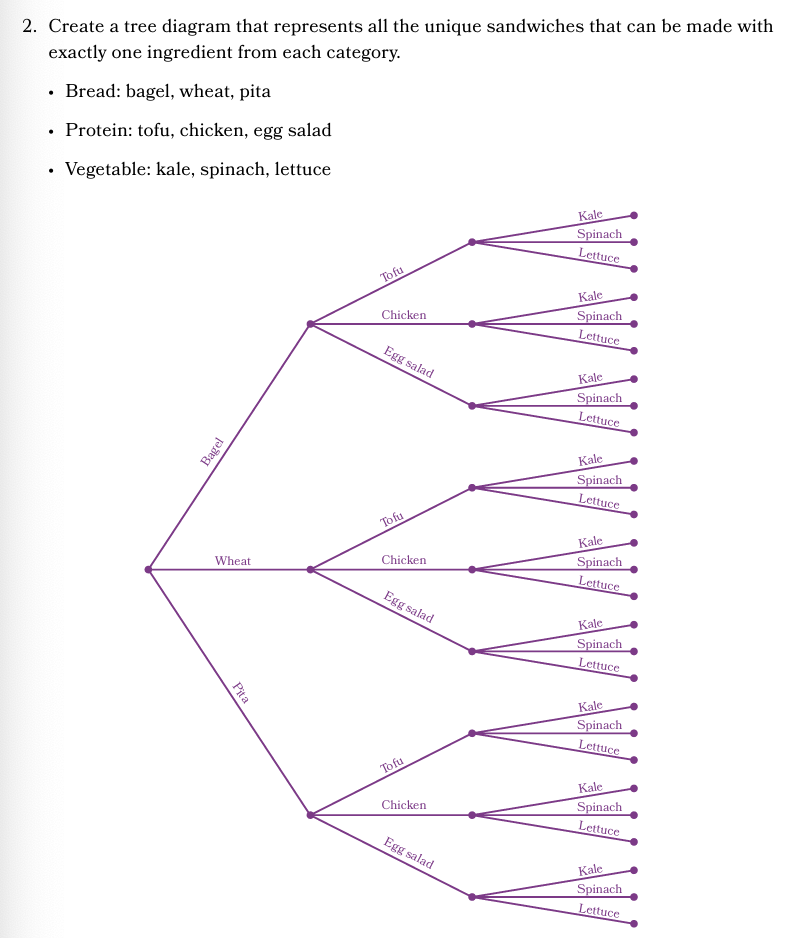 2. Create a tree diagram that represents all the unique sandwiches that can be made with
exactly one ingredient from each category.
• Bread: bagel, wheat, pita
• Protein: tofu, chicken, egg salad
• Vegetable: kale, spinach, lettuce
Bagel
Tofu
Kale
Spinach
Lettuce
Chicken
Kale
Spinach
Lettuce
Egg salad
Kale
Spinach
Lettuce
Wheat
Tofu
Kale
Spinach
Lettuce
Chicken
Kale
Spinach
Lettuce
Egg salad
Kale
Spinach
Lettuce
Pita
Tofu
Kale
Spinach
Lettuce
Chicken
Kale
Spinach
Lettuce
Egg salad
Kale
Spinach
Lettuce